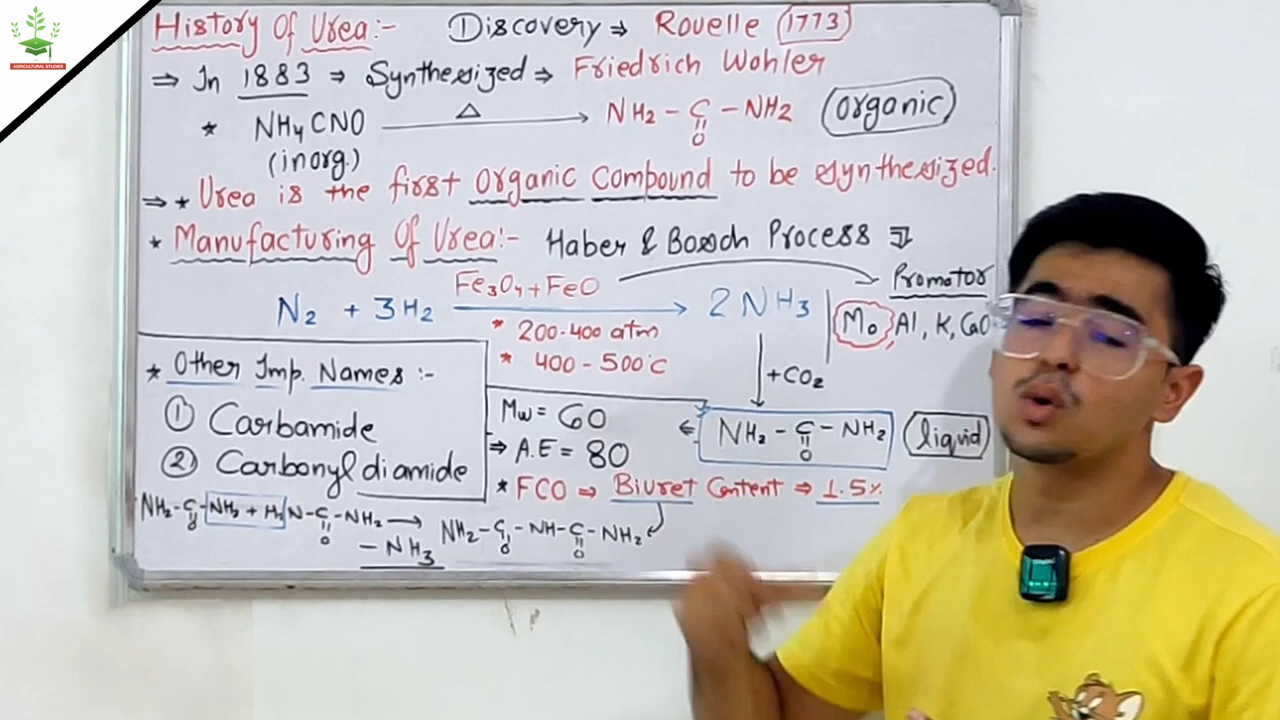 AGRICULTURAL STUDIES
History Of Urea:- Discovery ⇒ Rouelle (1773)
⇒ In 1883 ⇒ Synthesized ⇒ Friedrich Wohler
* NH4CNO —Δ→ NH2 - C - NH2 (organic)
(inorg.) O
⇒ * Urea is the first organic compound to be synthesized.
* Manufacturing Of Urea:- Haber & Bosch Process
Fe3O4+FeO Promotor
N2 + 3H2 → 2NH3 Mo Al, K, CaO
* 200-400 atm
* 400 - 500°C
+CO2
* Other Imp. Names :-
① Carbamide
② Carbonyl diamide
Mw = 60
⇒ A.E = 80
⇐ NH2 - C - NH2 (liquid)
O
* FCO ⇒ Biuret Content ⇒ 1.5%
NH2 - C - NH2 + H2N - C - NH2 → NH2 - C - NH - C - NH2
O O O O
- NH3